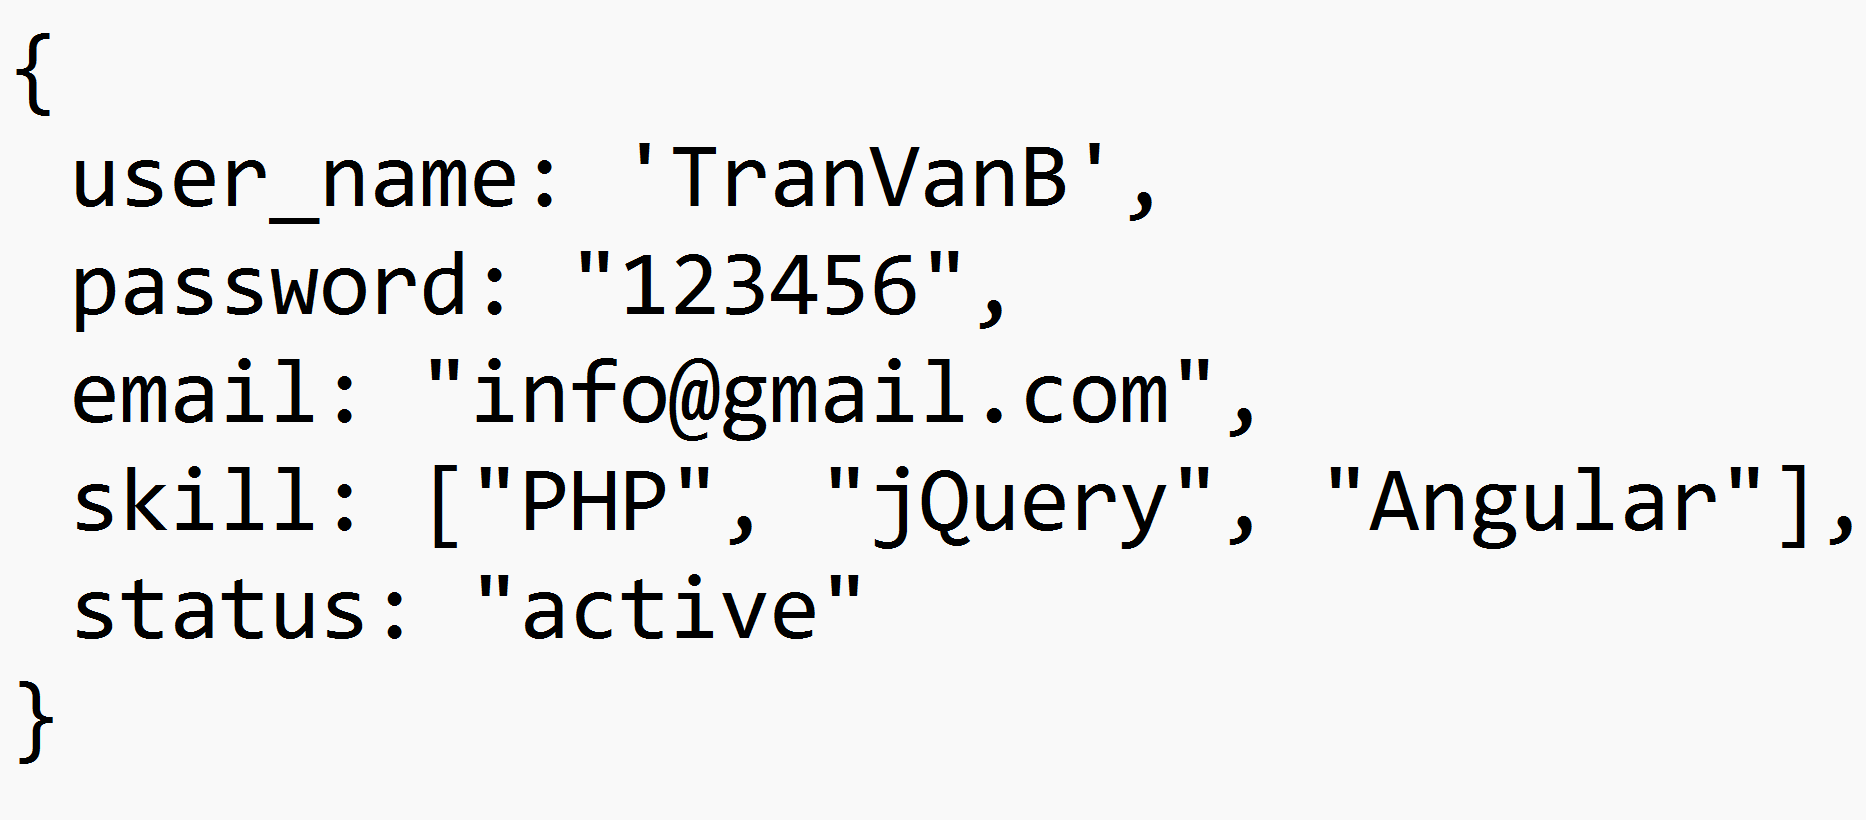 {
user_name: 'TranVanB',
password: "123456",
email: "info@gmail.com",
skill: ["PHP", "jQuery", "Angular"],
status: "active"
}